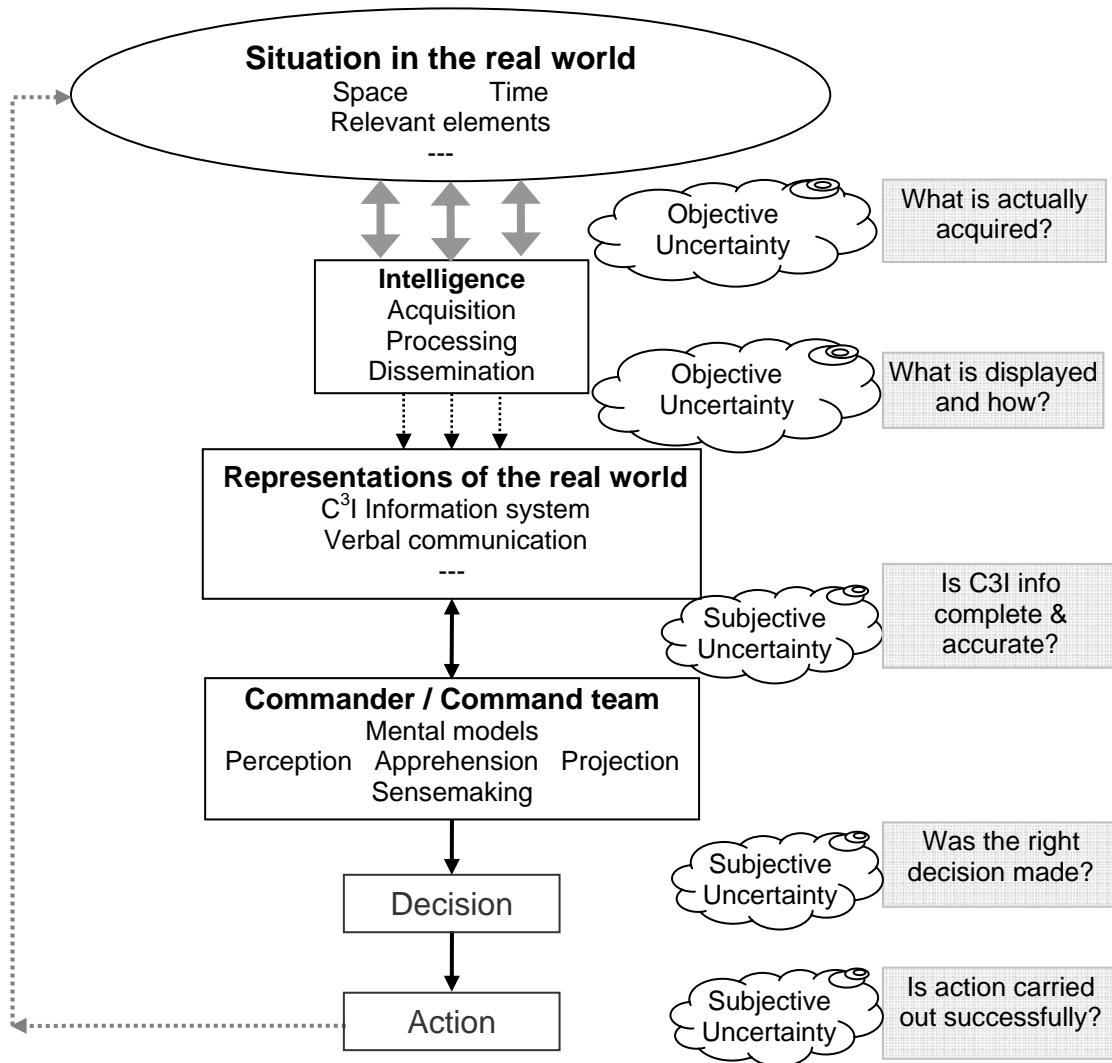 Situation in the real world
Space Time
Relevant elements
---
Objective
Uncertainty
What is actually
acquired?
Intelligence
Acquisition
Processing
Dissemination
Objective
Uncertainty
What is displayed
and how?
Representations of the real world
C³I Information system
Verbal communication
---
Subjective
Uncertainty
Is C3I info
complete &
accurate?
Commander / Command team
Mental models
Perception Apprehension Projection
Sensemaking
Subjective
Uncertainty
Was the right
decision made?
Decision
Subjective
Uncertainty
Is action carried
out successfully?
Action